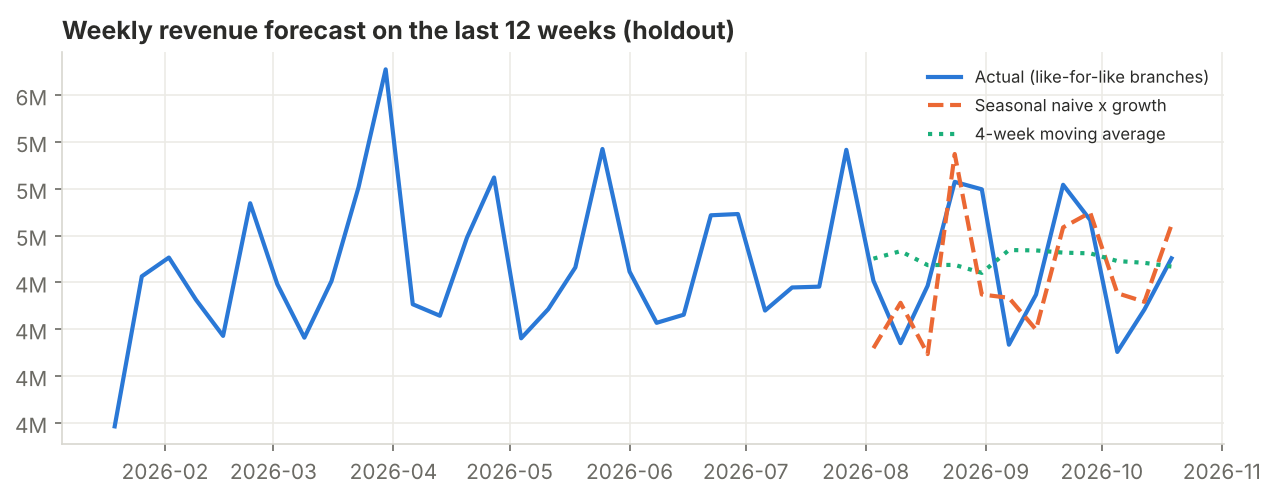 Weekly revenue forecast on the last 12 weeks (holdout)
Actual (like-for-like branches)
Seasonal naive x growth
4-week moving average
6M
5M
5M
5M
4M
4M
4M
4M
2026-02 2026-03 2026-04 2026-05 2026-06 2026-07 2026-08 2026-09 2026-10 2026-11